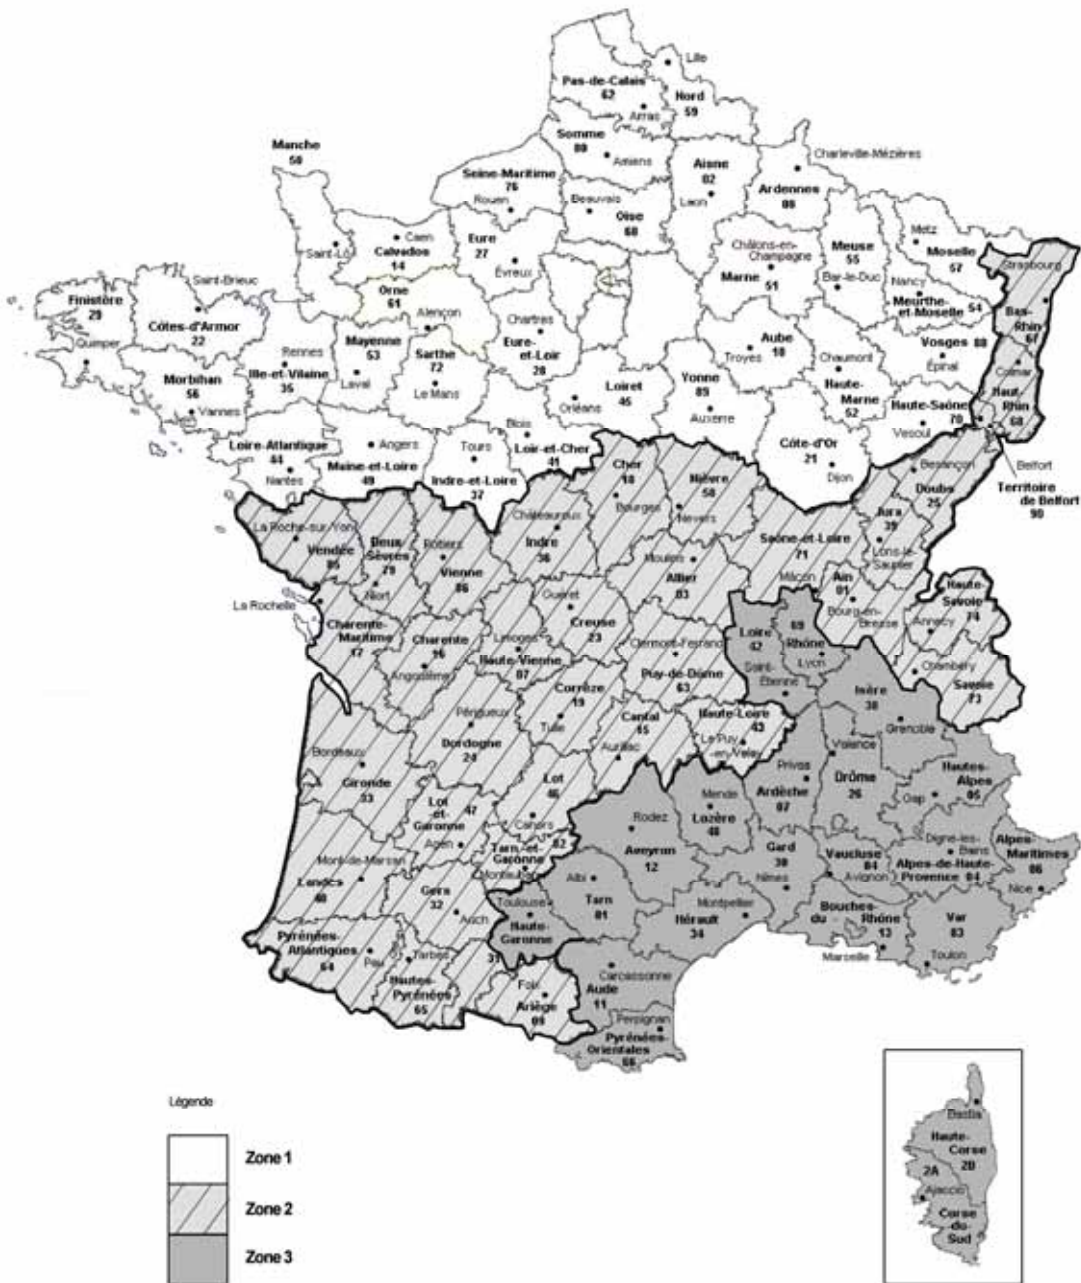 Lille
Pas-de-Calais
62
Nord
59
Arras
Manche
50
Somme
80
Amiens
Charleville-Mézières
Seine-Maritime
76
Aisne
02
Ardennes
08
Rouen
Beauvais
Laon
Oise
60
Metz
Caen
Eure
27
Saint-Lô
Calvados
14
Châlons-en-
Champagne
Meuse
55
Moselle
57
Strasbourg
Évreux
Marne
51
Bar-le-Duc
Nancy
Saint-Brieuc
Orne
61
Finistère
29
Meurthe-
et-Moselle 54
Bas-
Rhin
67
Côtes-d'Armor
22
Alençon
Chartres
Aube
10
Vosges 88
Quimper
Rennes
Mayenne
53
Eure-
et-Loir
28
Troyes
Chaumont
Épinal
Sarthe
72
Colmar
Morbihan
56
Ille-et-Vilaine
35
Laval
Loiret
45
Yonne
89
Haute-
Marne
52
Haut-
Rhin
68
Le Mans
Vannes
Orléans
Auxerre
Haute-Saône
70
Blois
Vesoul
Loire-Atlantique
44
Angers
Tours
Loir-et-Cher
41
Côte-d'Or
21
Belfort
Nantes
Maine-et-Loire
49
Indre-et-Loire
37
Cher
18
Nièvre
58
Dijon
Besançon
Territoire
de Belfort
90
Doubs
25
Châteauroux
Bourges
Nevers
Jura
39
La Roche-sur-Yon
Vendée
85
Deux-
Sèvres
79
Vienne
86
Indre
36
Saône-et-Loire
71
Lons-le-
Saunier
Moulins
Niort
Allier
03
Mâcon
Ain
01
Haute-
Savoie
74
La Rochelle
Guéret
Bourg-en-
Bresse
Annecy
Charente-
Maritime
17
Charente
16
Limoges
Creuse
23
Loire
42
69
Rhône
Lyon
Clermont-Ferrand
Haute-Vienne
87
Chambéry
Angoulême
Puy-de-Dôme
63
Saint-
Étienne
Savoie
73
Corrèze
19
Isère
38
Périgueux
Tulle
Cantal
15
Haute-Loire
43
Grenoble
Bordeaux
Dordogne
24
Aurillac
Le Puy
-en-
Velay
Valence
Gironde
33
Privas
Drôme
26
Hautes-
Alpes
05
Lot
46
Ardèche
07
Lot
et-
Garonne
47
Mende
Gap
Cahors
Rodez
Lozère
48
Agen
Digne-les-
Bains
Alpes-
Maritimes
06
Mont-de-Marsan
Tarn-et-
Garonne
82
Aveyron
12
Gard
30
Vaucluse
84
Montauban
Landes
40
Gers
32
Albi
Nîmes
Avignon
Alpes-de-Haute-
Provence 04
Nice
Auch
Toulouse
Tarn
81
Montpellier
Haute-
Garonne
31
Hérault
34
Bouches-
du
Rhône
13
Var
83
Pyrénées-
Atlantiques
64
Pau
Tarbes
Marseille
Toulon
Hautes-
Pyrénées
65
Foix
Carcassonne
Ariège
09
Aude
11
Perpignan
Pyrénées-
Orientales
66
Légende
Zone 1
Zone 2
Zone 3
Bastia
Haute-
Corse
2B
2A
Ajaccio
Corse-
du-
Sud